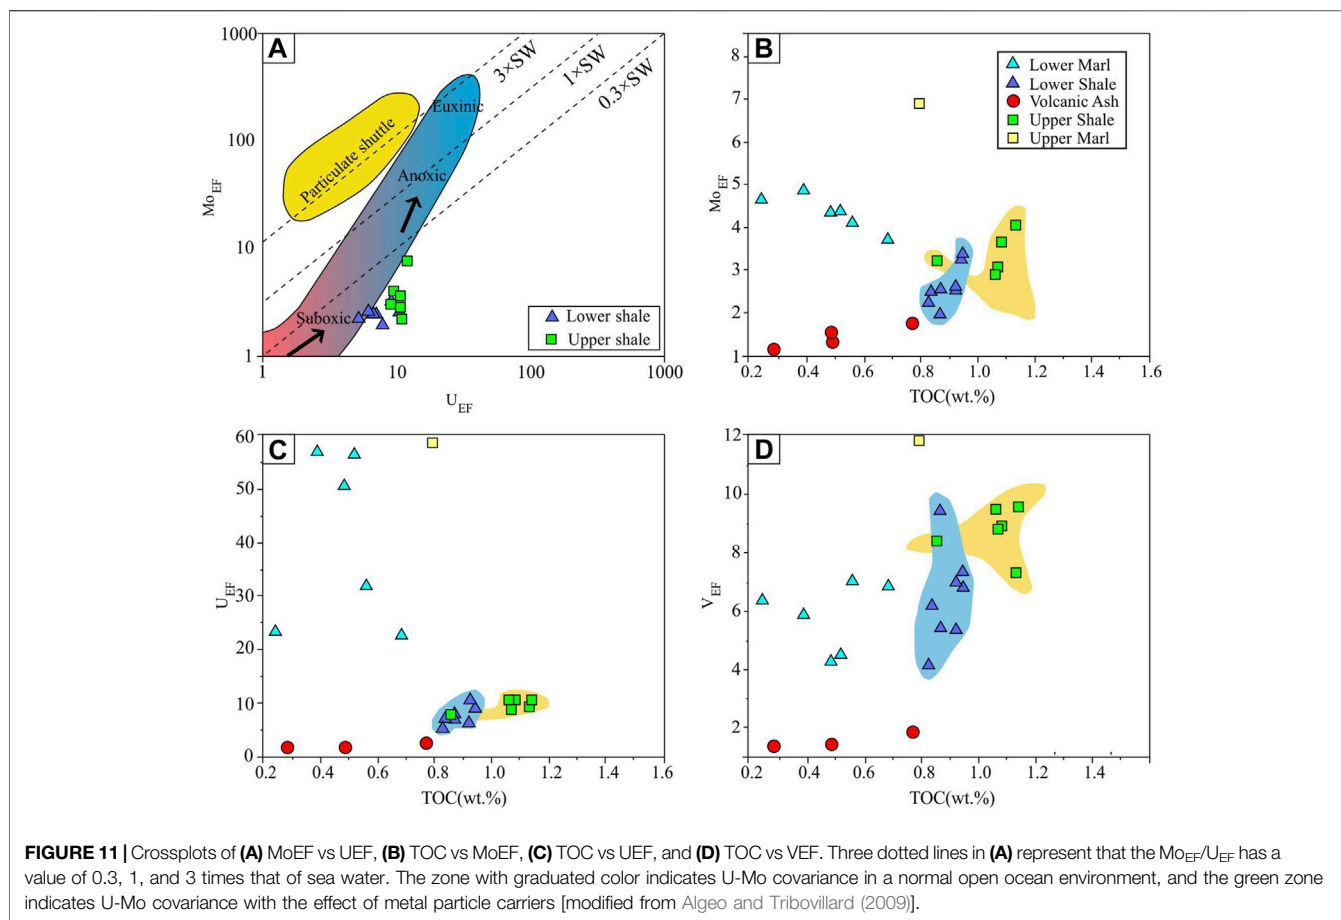 A
1000
100
10
1
1
10
100
1000
Mo EF
U EF
3×SW
1×SW
0.3×SW
Particulate shuttle
Euxinic
Anoxic
Suboxic
Lower shale
Upper shale
B
8
7
6
5
4
3
2
1
0.2 0.4 0.6 0.8 1.0 1.2 1.4 1.6
Mo EF
TOC(wt.%)
Lower Marl
Lower Shale
Volcanic Ash
Upper Shale
Upper Marl
C
60
50
40
30
20
10
0
0.2 0.4 0.6 0.8 1.0 1.2 1.4 1.6
U EF
TOC(wt.%)
D
12
10
8
6
4
2
0.2 0.4 0.6 0.8 1.0 1.2 1.4 1.6
V EF
TOC(wt.%)
FIGURE 11 | Crossplots of (A) MoEF vs UEF, (B) TOC vs MoEF, (C) TOC vs UEF, and (D) TOC vs VEF. Three dotted lines in (A) represent that the MoEF/UEF has a
value of 0.3, 1, and 3 times that of sea water. The zone with graduated color indicates U-Mo covariance in a normal open ocean environment, and the green zone
indicates U-Mo covariance with the effect of metal particle carriers [modified from Algeo and Tribovillard (2009)].